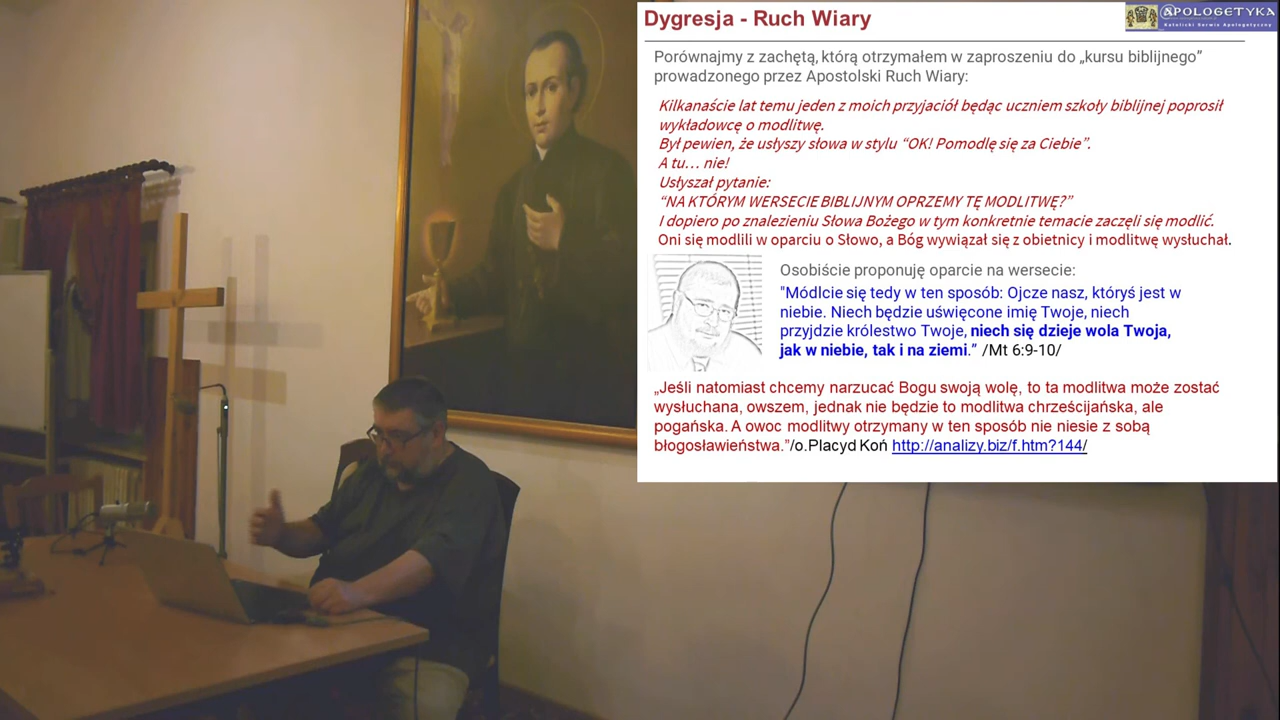 Dygresja - Ruch Wiary
APOLOGETYKA
Katolicki Serwis Apologetyczny
Porównajmy z zachętą, którą otrzymałem w zaproszeniu do „kursu biblijnego”
prowadzonego przez Apostolski Ruch Wiary:
Kilkanaście lat temu jeden z moich przyjaciół będąc uczniem szkoły biblijnej poprosił
wykładowcę o modlitwę.
Był pewien, że usłyszy słowa w stylu “OK! Pomodlę się za Ciebie”.
A tu… nie!
Usłyszał pytanie:
“NA KTÓRYM WERSECIE BIBLIJNYM OPRZEMY TĘ MODLITWĘ?”
I dopiero po znalezieniu Słowa Bożego w tym konkretnie temacie zaczęli się modlić.
Oni się modlili w oparciu o Słowo, a Bóg wywiązał się z obietnicy i modlitwę wysłuchał.
Osobiście proponuję oparcie na wersecie:
"Módlcie się tedy w ten sposób: Ojcze nasz, któryś jest w
niebie. Niech będzie uświęcone imię Twoje, niech
przyjdzie królestwo Twoje, niech się dzieje wola Twoja,
jak w niebie, tak i na ziemi.” /Mt 6:9-10/
„Jeśli natomiast chcemy narzucać Bogu swoją wolę, to ta modlitwa może zostać
wysłuchana, owszem, jednak nie będzie to modlitwa chrześcijańska, ale
pogańska. A owoc modlitwy otrzymany w ten sposób nie niesie z sobą
błogosławieństwa.”/o.Placyd Koń http://analizy.biz/f.htm?144/